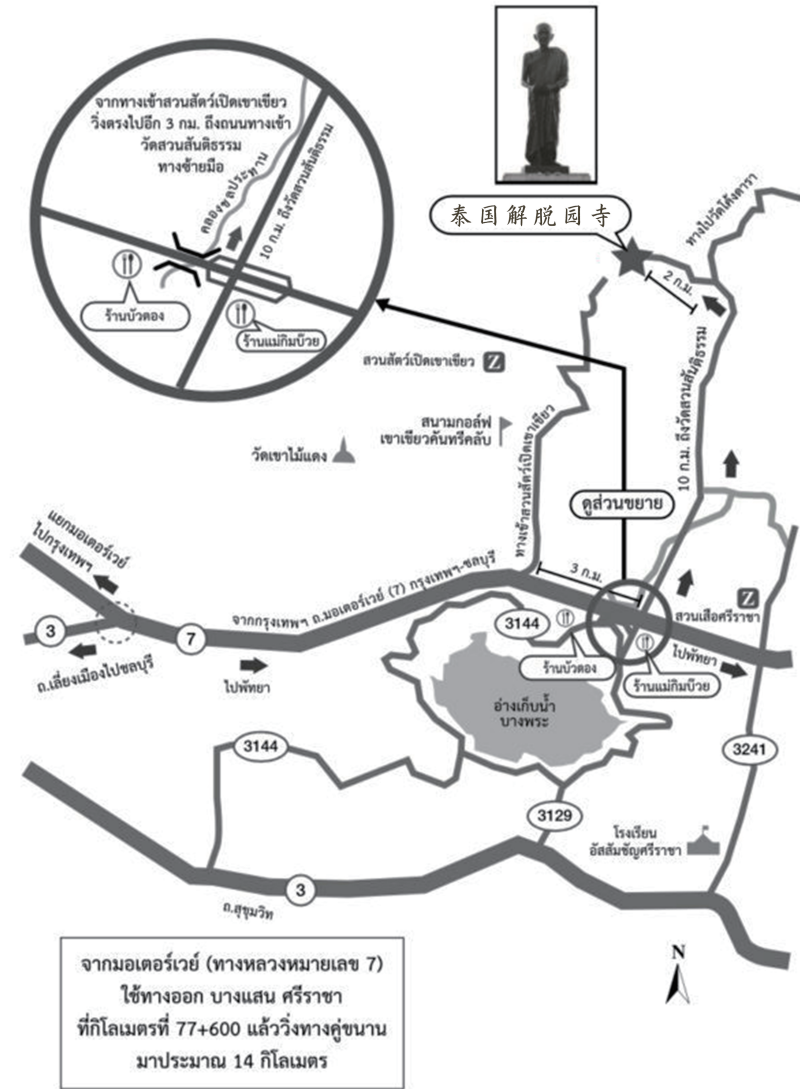 จากทางเข้าสวนสัตว์เปิดเขาเขียว
วิ่งตรงไปอีก 3 กม. ถึงถนนทางเข้า
วัดสวนสันติธรรม
ทางซ้ายมือ
คลองชลประทาน
10 ก.ม. ถึงวัดสวนสันติธรรม
ร้านบัวตอง
ร้านแม่กิมบ๊วย
泰国解脱园寺
ทางไปวัดโค้งดารา
2 ก.ม.
สวนสัตว์เปิดเขาเขียว
Z
สนามกอล์ฟ
เขาเขียวคันทรีคลับ
วัดเขาไม้แดง
ทางเข้าสวนสัตว์เปิดเขาเขียว
10 ก.ม. ถึงวัดสวนสันติธรรม
ดูส่วนขยาย
แยกมอเตอร์เวย์
ไปกรุงเทพฯ
3
7
ถ.เลี่ยงเมืองไปชลบุรี
จากกรุงเทพฯ ถ.มอเตอร์เวย์ (7) กรุงเทพฯ-ชลบุรี
ไปพัทยา
3 ก.ม.
3144
Z
สวนเสือศรีราชา
ไปพัทยา
ร้านบัวตอง
ร้านแม่กิมบ๊วย
อ่างเก็บน้ำ
บางพระ
3144
3241
3129
โรงเรียน
อัสสัมชัญศรีราชา
3
ถ.สุขุมวิท
N
จากมอเตอร์เวย์ (ทางหลวงหมายเลข 7)
ใช้ทางออก บางแสน ศรีราชา
ที่กิโลเมตรที่ 77+600 แล้ววิ่งทางคู่ขนาน
มาประมาณ 14 กิโลเมตร